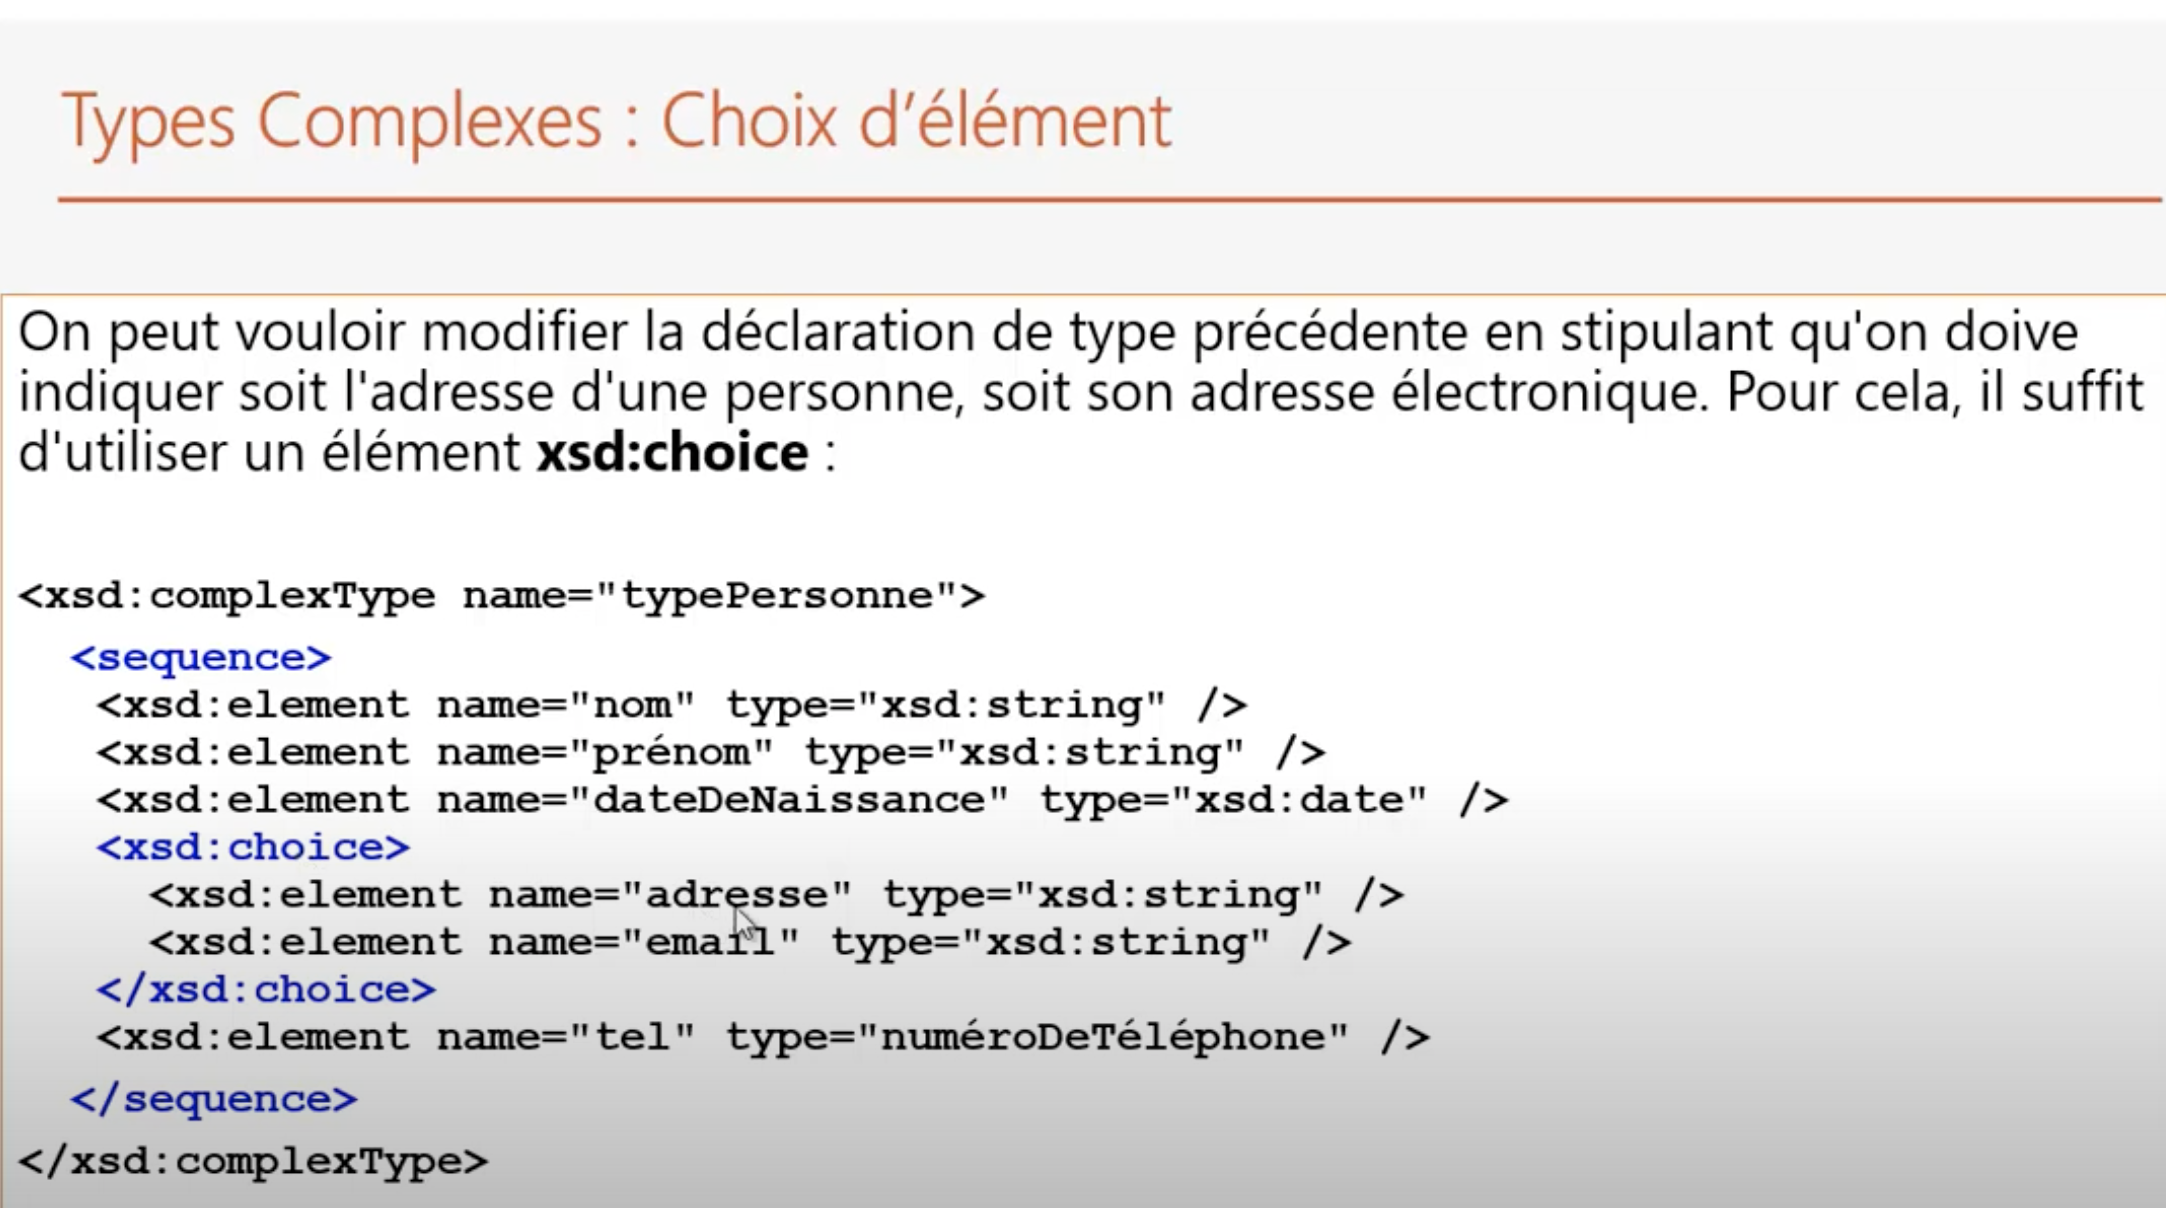 Types Complexes : Choix d’élément
On peut vouloir modifier la déclaration de type précédente en stipulant qu'on doive
indiquer soit l'adresse d'une personne, soit son adresse électronique. Pour cela, il suffit
d'utiliser un élément xsd:choice :
<xsd:complexType name="typePersonne">
<sequence>
<xsd:element name="nom" type="xsd:string" />
<xsd:element name="prénom" type="xsd:string" />
<xsd:element name="dateDeNaissance" type="xsd:date" />
<xsd:choice>
<xsd:element name="adresse" type="xsd:string" />
<xsd:element name="email" type="xsd:string" />
</xsd:choice>
<xsd:element name="tel" type="numéroDeTéléphone" />
</sequence>
</xsd:complexType>